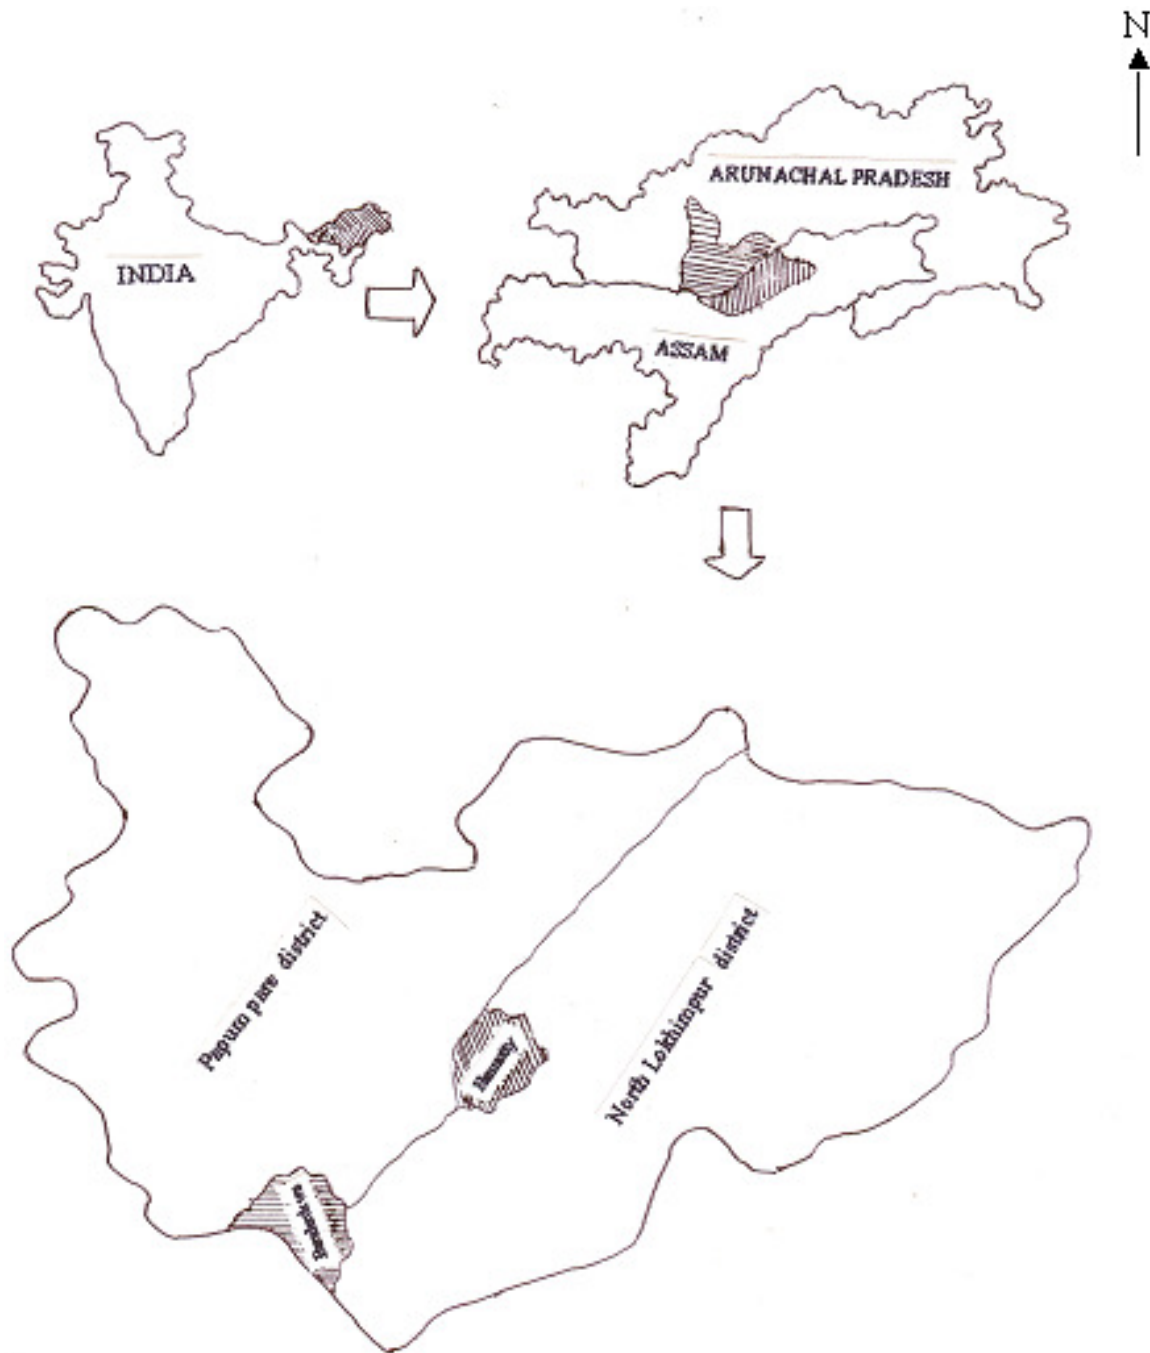 N
INDIA
ARUNACHAL PRADESH
ASSAM
Papum pare district
North Lokhimpur district